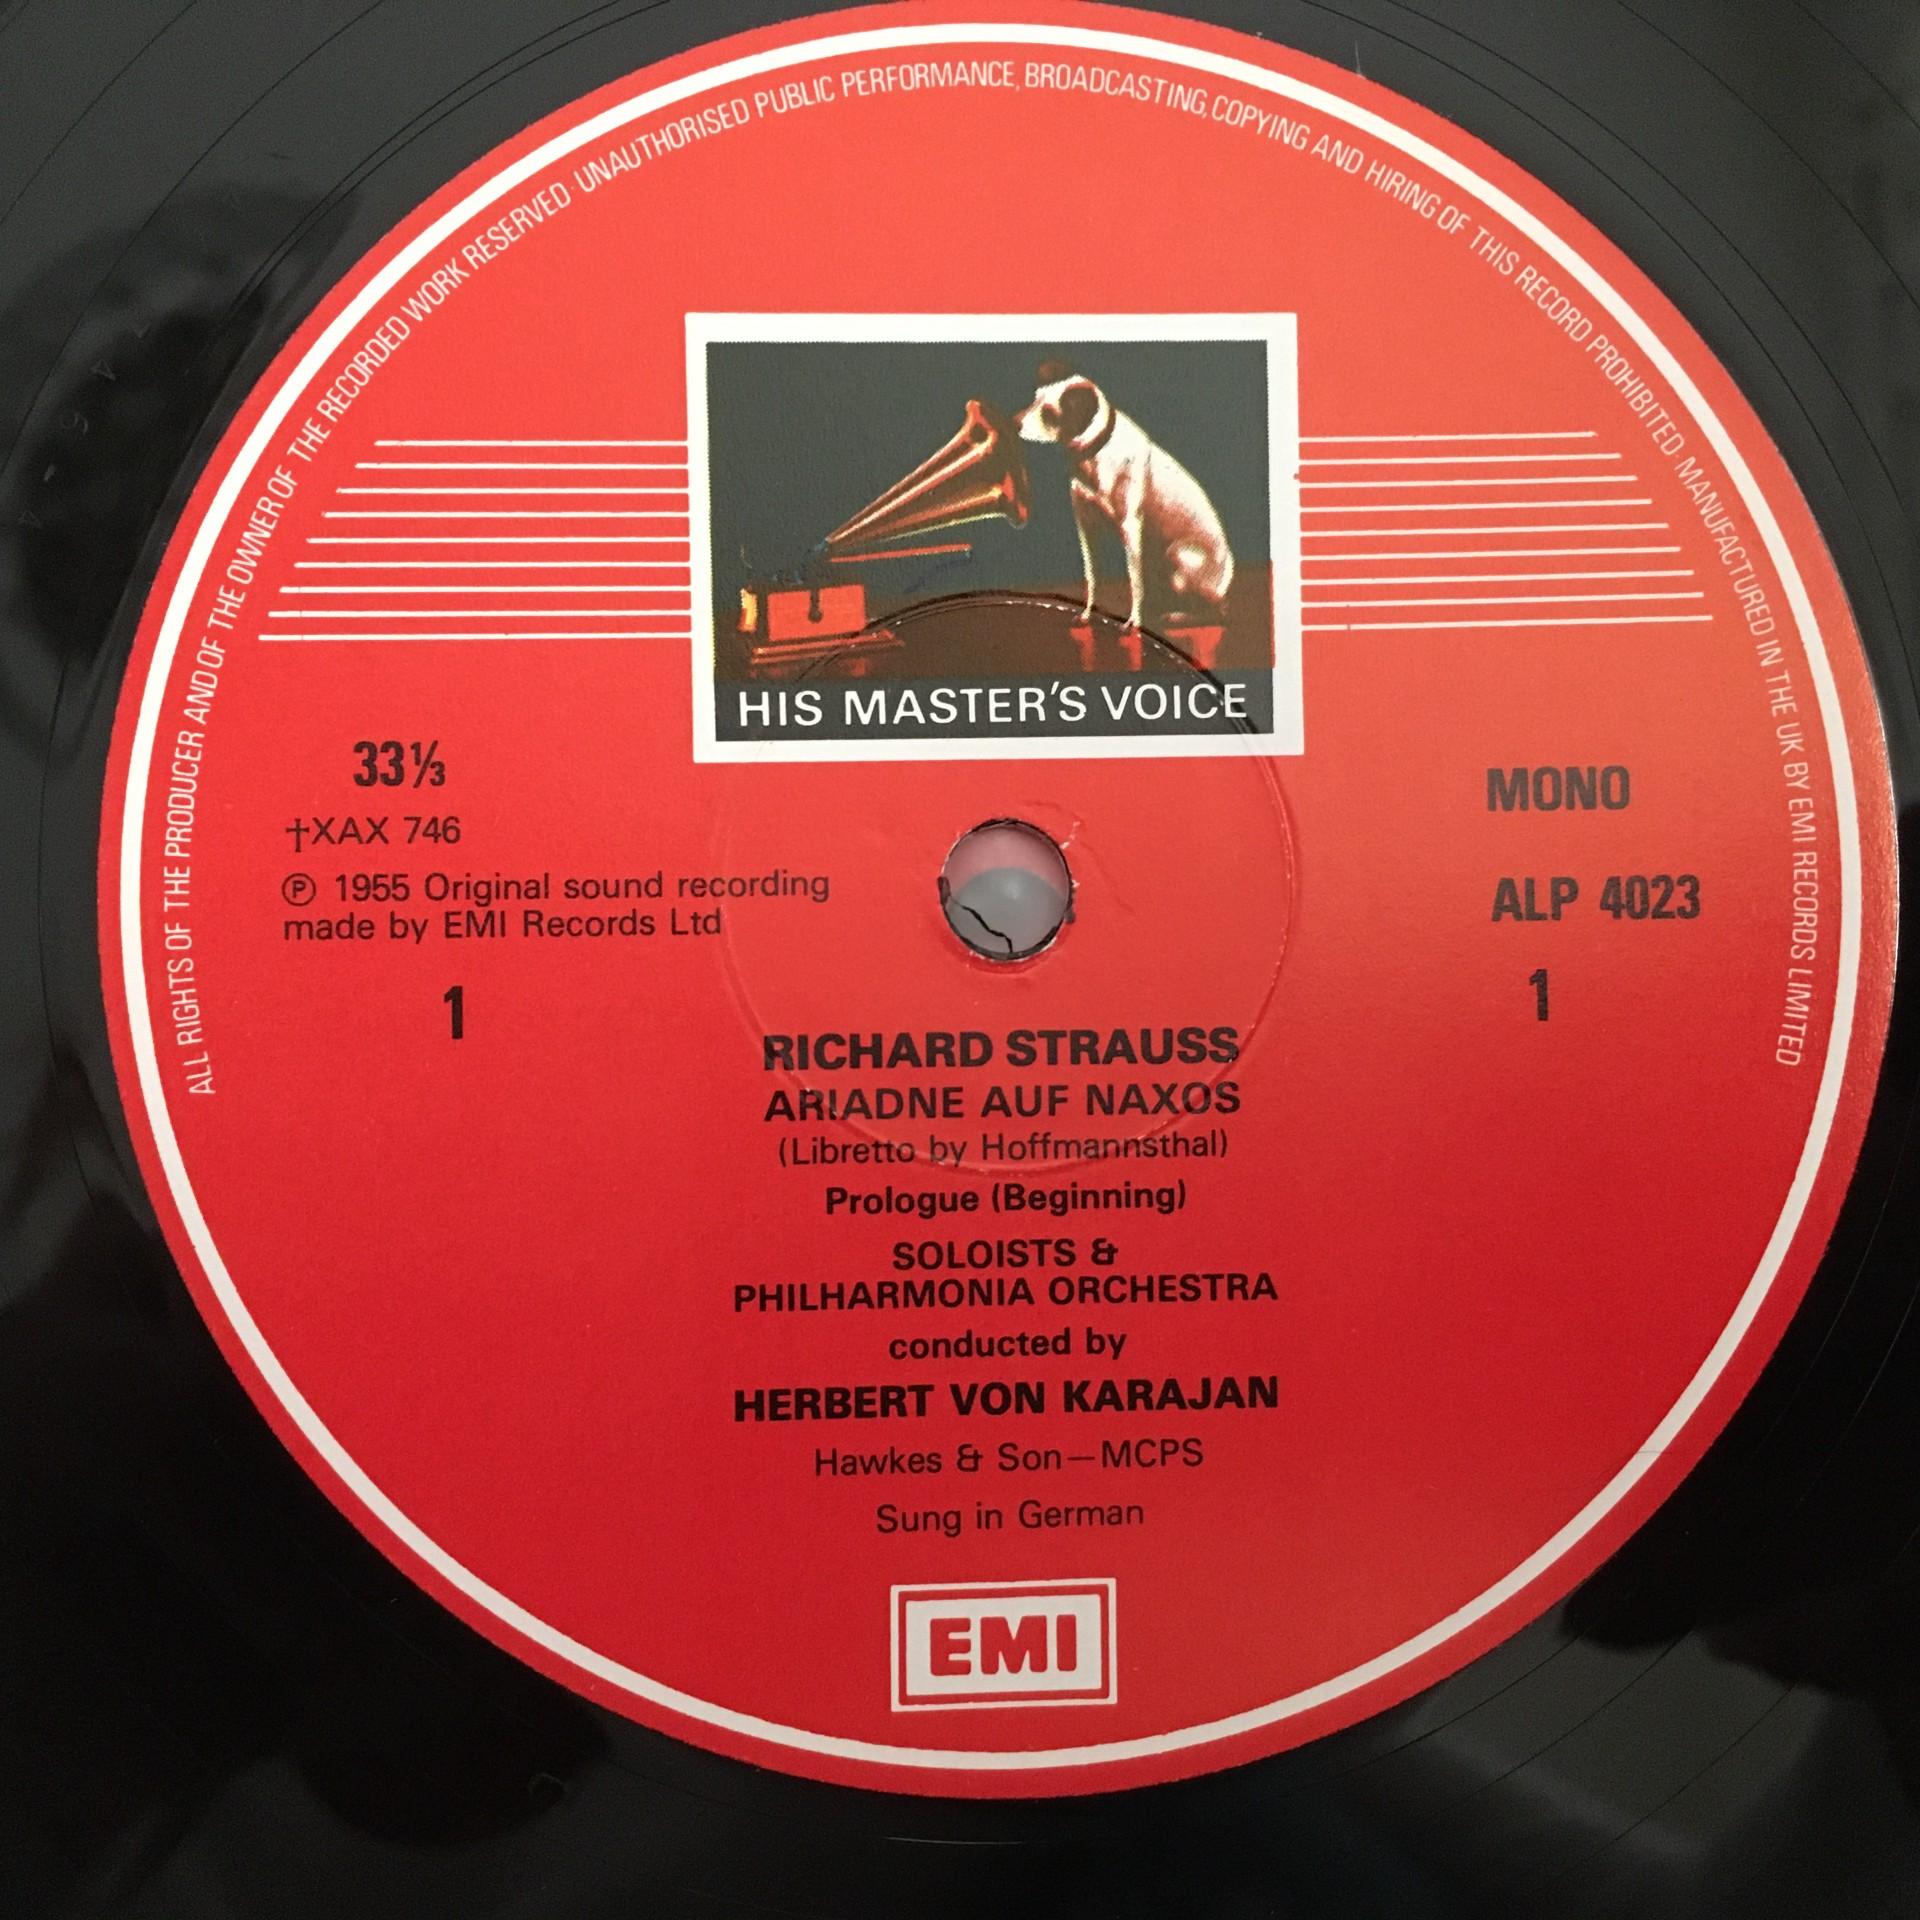 ALL RIGHTS OF THE PRODUCER AND OF THE OWNER OF THE RECORDED WORK RESERVED · UNAUTHORISED PUBLIC PERFORMANCE, BROADCASTING, COPYING AND HIRING OF THIS RECORD PROHIBITED · MANUFACTURED IN THE UK BY EMI RECORDS LIMITED
HIS MASTER'S VOICE
33⅓
†XAX 746
℗ 1955 Original sound recording
made by EMI Records Ltd
1
MONO
ALP 4023
1
RICHARD STRAUSS
ARIADNE AUF NAXOS
(Libretto by Hoffmannsthal)
Prologue (Beginning)
SOLOISTS &
PHILHARMONIA ORCHESTRA
conducted by
HERBERT VON KARAJAN
Hawkes & Son—MCPS
Sung in German
EMI